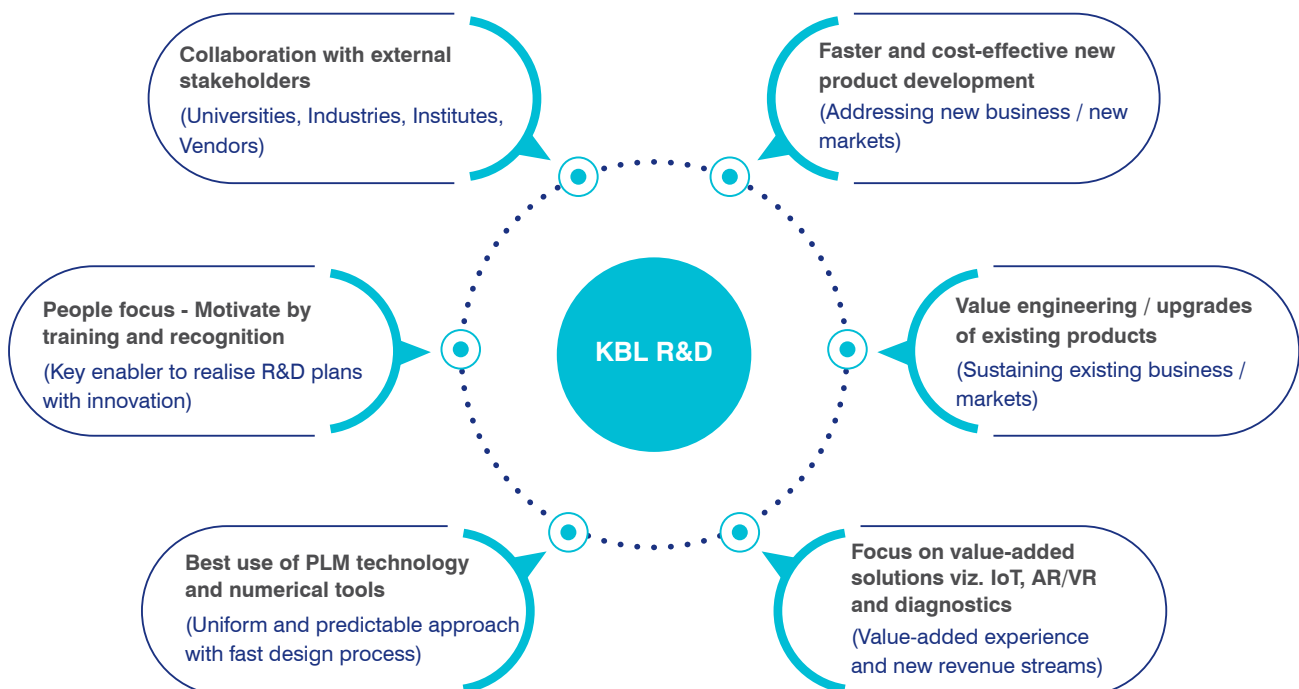 Collaboration with external
stakeholders
(Universities, Industries, Institutes,
Vendors)
Faster and cost-effective new
product development
(Addressing new business / new
markets)
People focus - Motivate by
training and recognition
(Key enabler to realise R&D plans
with innovation)
KBL R&D
Value engineering / upgrades
of existing products
(Sustaining existing business /
markets)
Best use of PLM technology
and numerical tools
(Uniform and predictable approach
with fast design process)
Focus on value-added
solutions viz. IoT, AR/VR
and diagnostics
(Value-added experience
and new revenue streams)